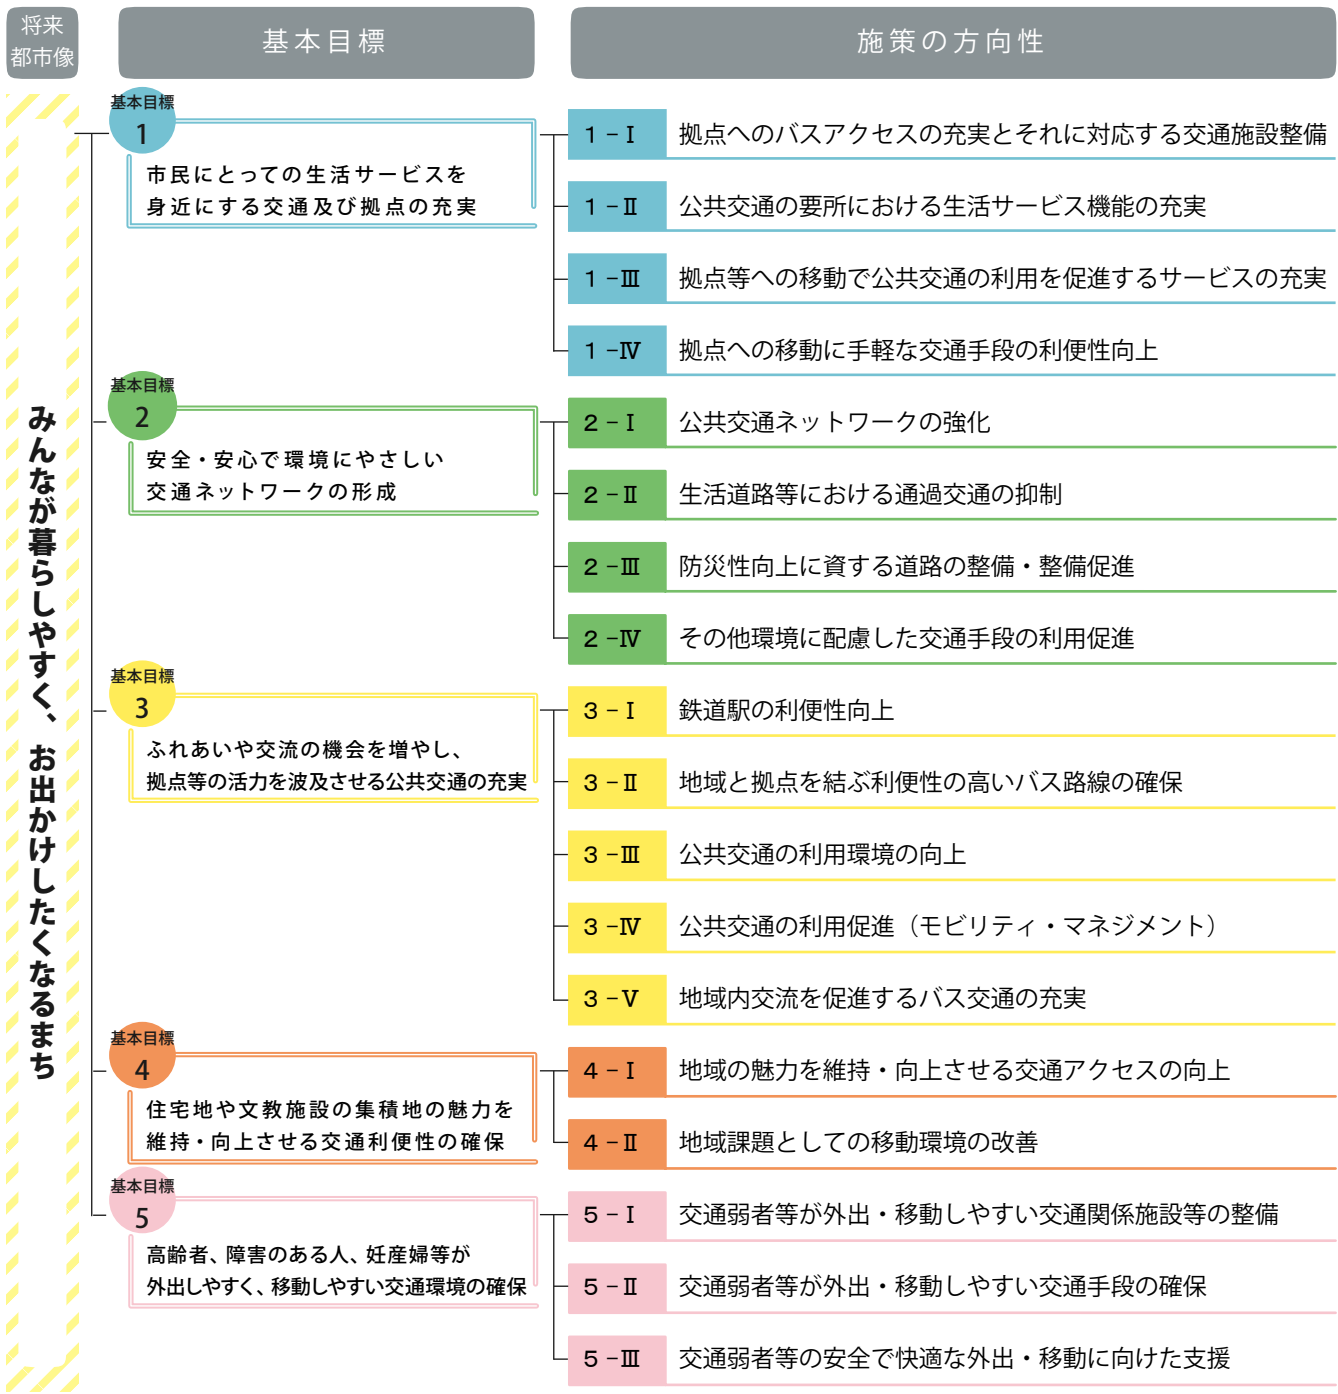 将来
都市像
基本目標
施策の方向性
みんなが暮らしやすく、お出かけしたくなるまち
基本目標
1
市民にとっての生活サービスを
身近にする交通及び拠点の充実
1-Ⅰ 拠点へのバスアクセスの充実とそれに対応する交通施設整備
1-Ⅱ 公共交通の要所における生活サービス機能の充実
1-Ⅲ 拠点等への移動で公共交通の利用を促進するサービスの充実
1-Ⅳ 拠点への移動に手軽な交通手段の利便性向上
基本目標
2
安全・安心で環境にやさしい
交通ネットワークの形成
2-Ⅰ 公共交通ネットワークの強化
2-Ⅱ 生活道路等における通過交通の抑制
2-Ⅲ 防災性向上に資する道路の整備・整備促進
2-Ⅳ その他環境に配慮した交通手段の利用促進
基本目標
3
ふれあいや交流の機会を増やし、
拠点等の活力を波及させる公共交通の充実
3-Ⅰ 鉄道駅の利便性向上
3-Ⅱ 地域と拠点を結ぶ利便性の高いバス路線の確保
3-Ⅲ 公共交通の利用環境の向上
3-Ⅳ 公共交通の利用促進（モビリティ・マネジメント）
3-Ⅴ 地域内交流を促進するバス交通の充実
基本目標
4
住宅地や文教施設の集積地の魅力を
維持・向上させる交通利便性の確保
4-Ⅰ 地域の魅力を維持・向上させる交通アクセスの向上
4-Ⅱ 地域課題としての移動環境の改善
基本目標
5
高齢者、障害のある人、妊産婦等が
外出しやすく、移動しやすい交通環境の確保
5-Ⅰ 交通弱者等が外出・移動しやすい交通関係施設等の整備
5-Ⅱ 交通弱者等が外出・移動しやすい交通手段の確保
5-Ⅲ 交通弱者等の安全で快適な外出・移動に向けた支援